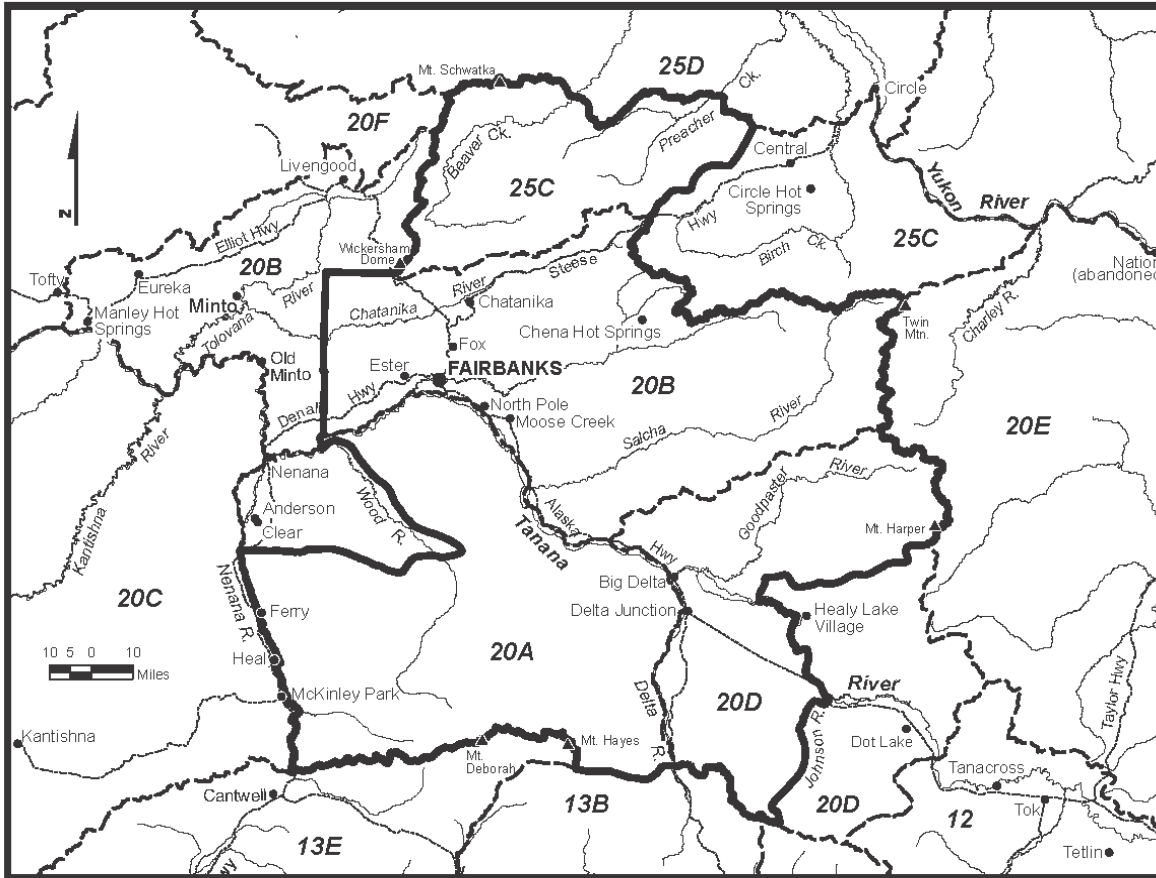 Mt. Schwatka
25D
Ck.
Circle
20F
Beaver Ck.
Preacher
Livengood
Central
25C
Yukon
River
Circle Hot
Springs
Hwy
N
Elliot Hwy
Wickersham
Dome
Birch Ck.
25C
Nation
(abandoned
Tofty
Eureka
20B
River
Steese
Minto
River
Chatanika
Chatanika
Manley Hot
Springs
Tolovana
Chena Hot Springs
Twin
Mtn.
Charley R.
Fox
Old
Minto
Ester
FAIRBANKS
20B
Denali
Hwy
North Pole
Moose Creek
River
Salcha
20E
River
Nenana
River
Goodpaster
Anderson
Clear
Wood R.
Alaska
Tanana
Mt. Harper
Kantishna
Hwy
Big Delta
20C
Nenana R.
Ferry
Delta Junction
Healy Lake
Village
10 5 0 10
Miles
Heal
20A
River
McKinley Park
Delta
R.
20D
Johnson R.
Taylor Hwy
Kantishna
Mt.
Deborah
Mt. Hayes
Dot Lake
Tanacross
Cantwell
13B
20D
12
Tok
13E
wy
Tetlin